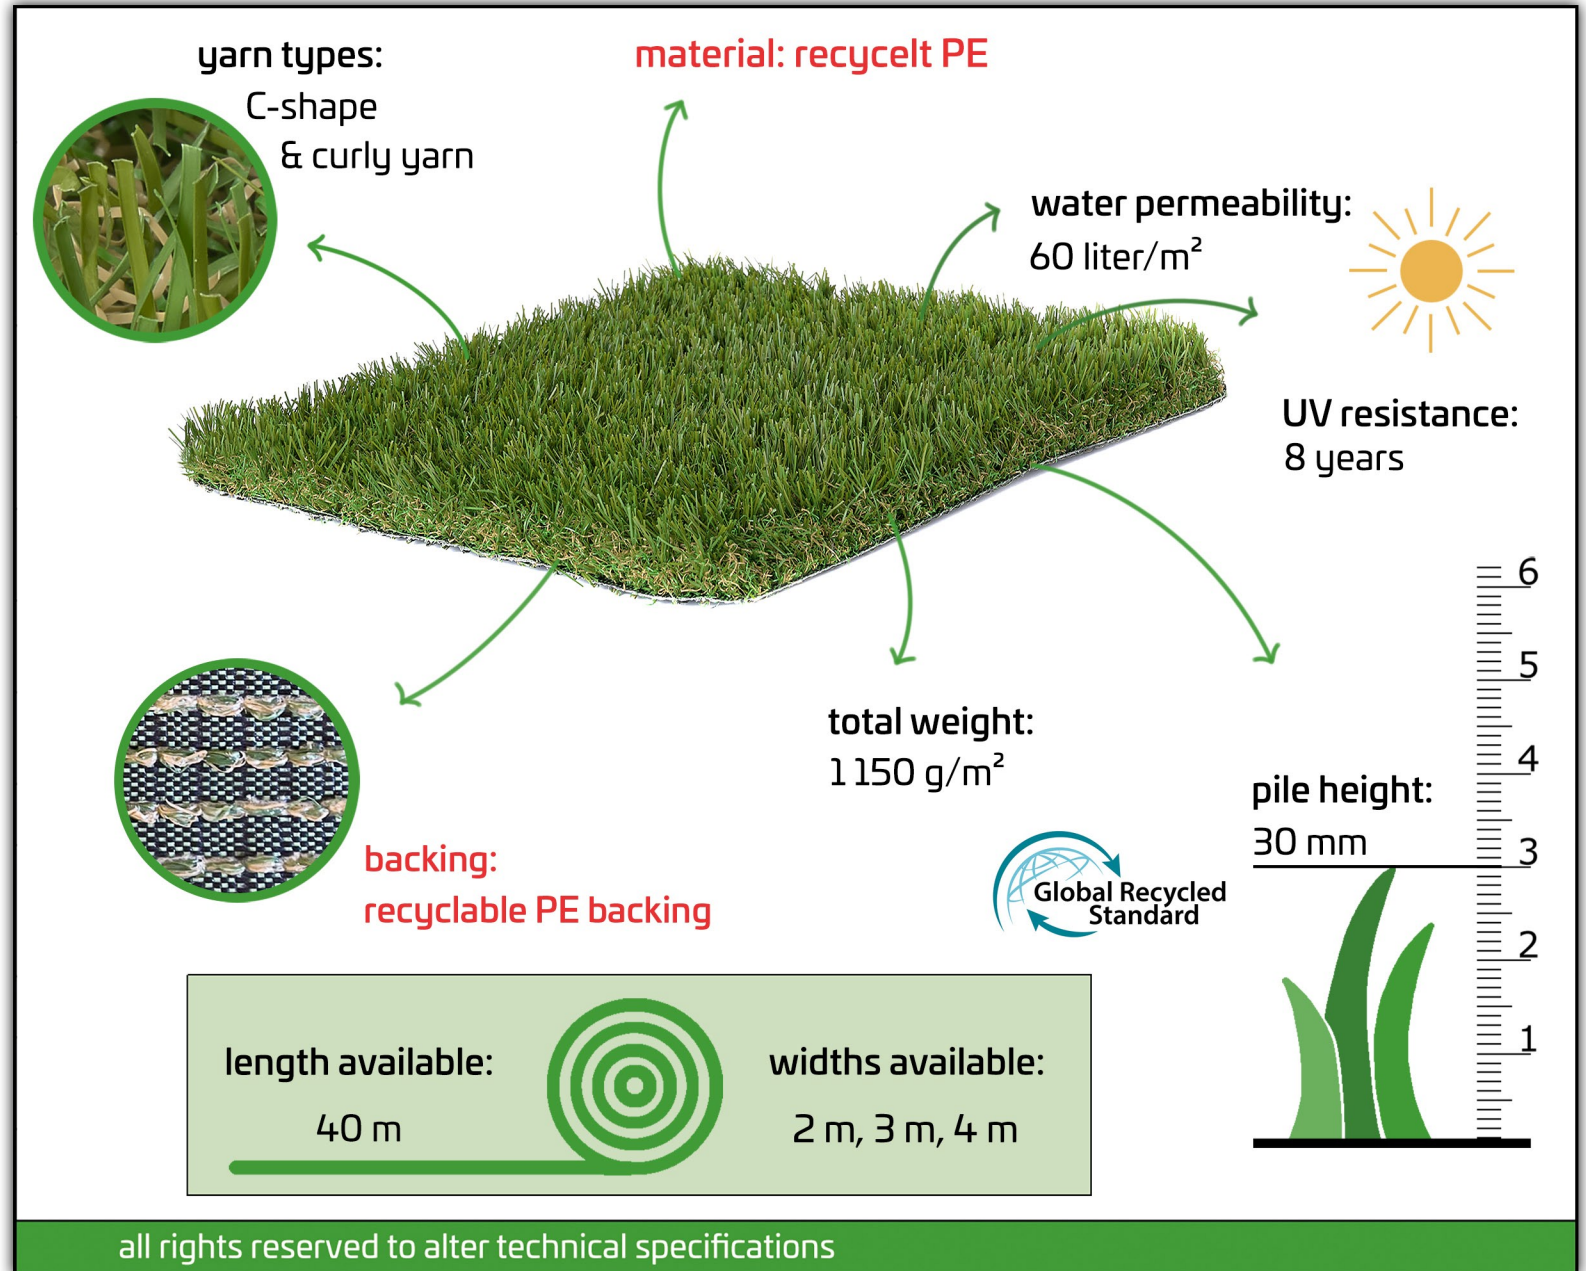 yarn types:
C-shape
& curly yarn
material: recycelt PE
water permeability:
60 liter/m²
UV resistance:
8 years
total weight:
1 150 g/m²
pile height:
30 mm
6
5
4
3
2
1
backing:
recyclable PE backing
Global Recycled
Standard
length available:
40 m
widths available:
2 m, 3 m, 4 m
all rights reserved to alter technical specifications